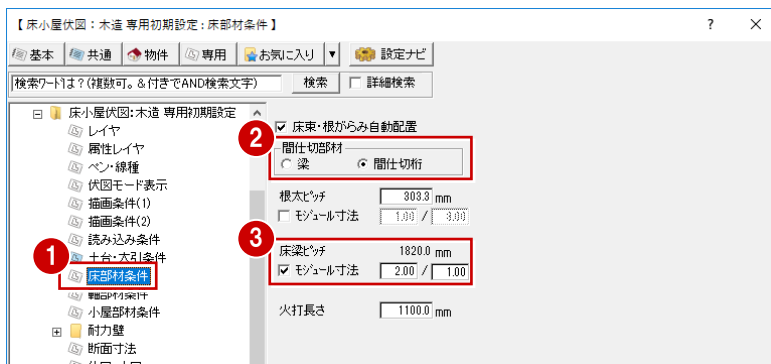 【 床小屋伏図：木造 専用初期設定：床部材条件 】 ? ×
基本 共通 物件 専用 お気に入り ▼ 設定ナビ
検索ワードは？(複数可。＆付きでAND検索文字) 検索 詳細検索
床小屋伏図:木造 専用初期設定
レイヤ
属性レイヤ
ペン・線種
伏図モード表示
描画条件(1)
描画条件(2)
読み込み条件
土台・大引条件
1
床部材条件
軸部材条件
小屋部材条件
耐力壁
断面寸法
床束・根がらみ自動配置
2
間仕切部材
梁 間仕切桁
根太ピッチ 303.3 mm
モジュール寸法 1.00 / 3.00
3
床梁ピッチ 1820.0 mm
モジュール寸法 2.00 / 1.00
火打長さ 1100.0 mm